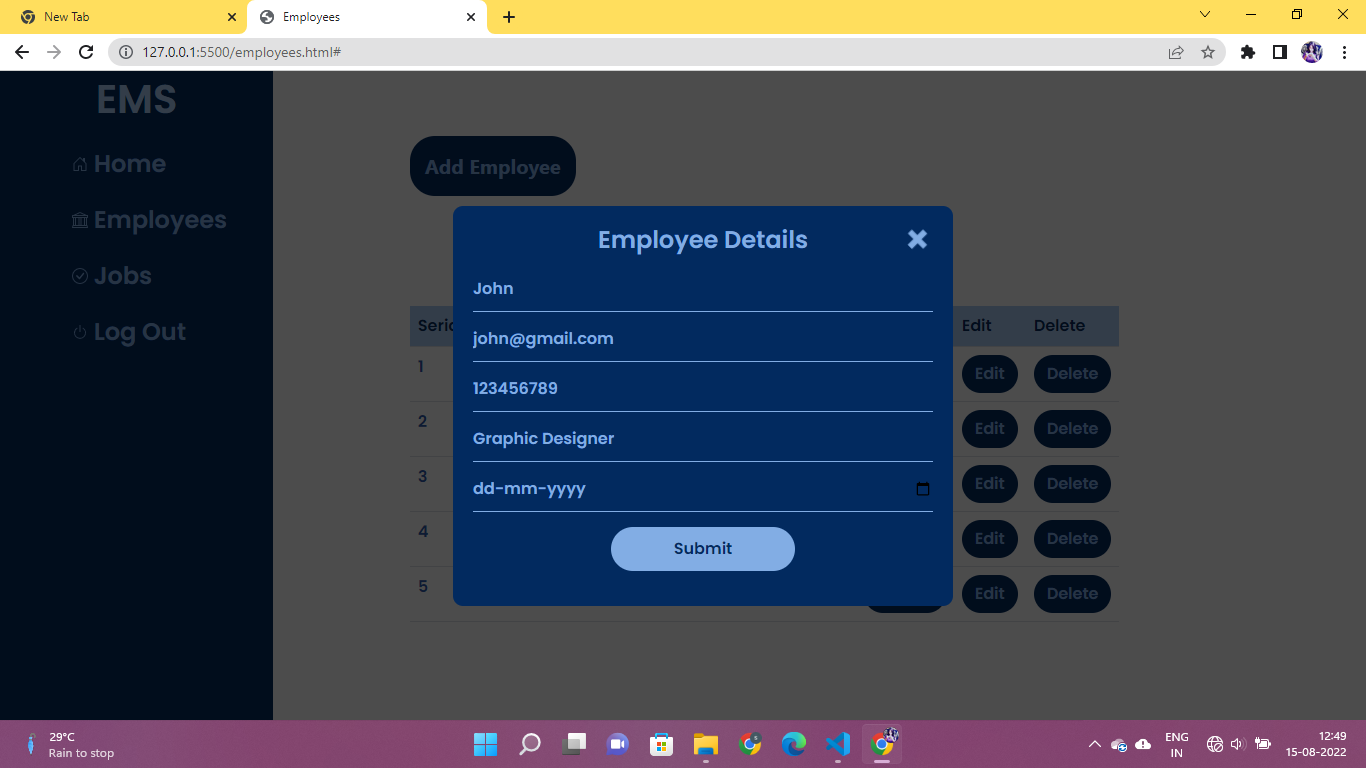 New Tab
Employees
127.0.0.1:5500/employees.html#
EMS
Home
Employees
Jobs
Log Out
Add Employee
Employee Details
John
john@gmail.com
123456789
Graphic Designer
dd-mm-yyyy
Submit
Edit Delete
1 Edit Delete
2 Edit Delete
3 Edit Delete
4 Edit Delete
5 Edit Delete
29°C
Rain to stop
ENG
IN
12:49
15-08-2022